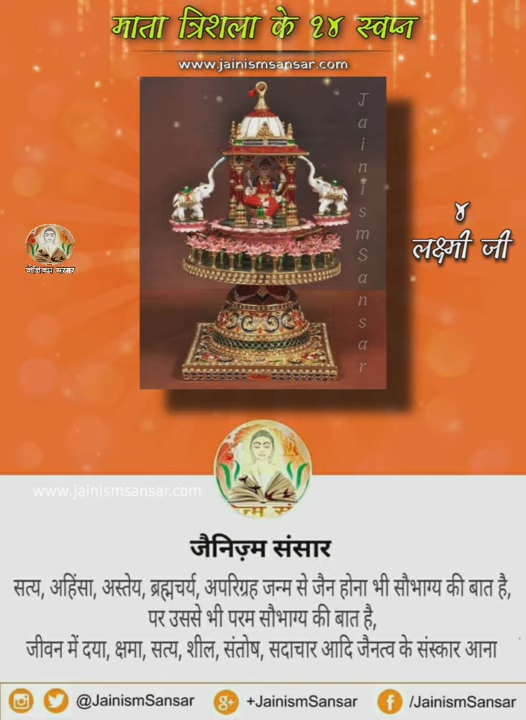 माता त्रिशला के १४ स्वप्न
www.jainismsansar.com
JainismSansar
४
लक्ष्मी जी
www.jainismsansar.com
जैनिज़्म संसार
सत्य, अहिंसा, अस्तेय, ब्रह्मचर्य, अपरिग्रह जन्म से जैन होना भी सौभाग्य की बात है,
पर उससे भी परम सौभाग्य की बात है,
जीवन में दया, क्षमा, सत्य, शील, संतोष, सदाचार आदि जैनत्व के संस्कार आना
@JainismSansar
+JainismSansar
/JainismSansar